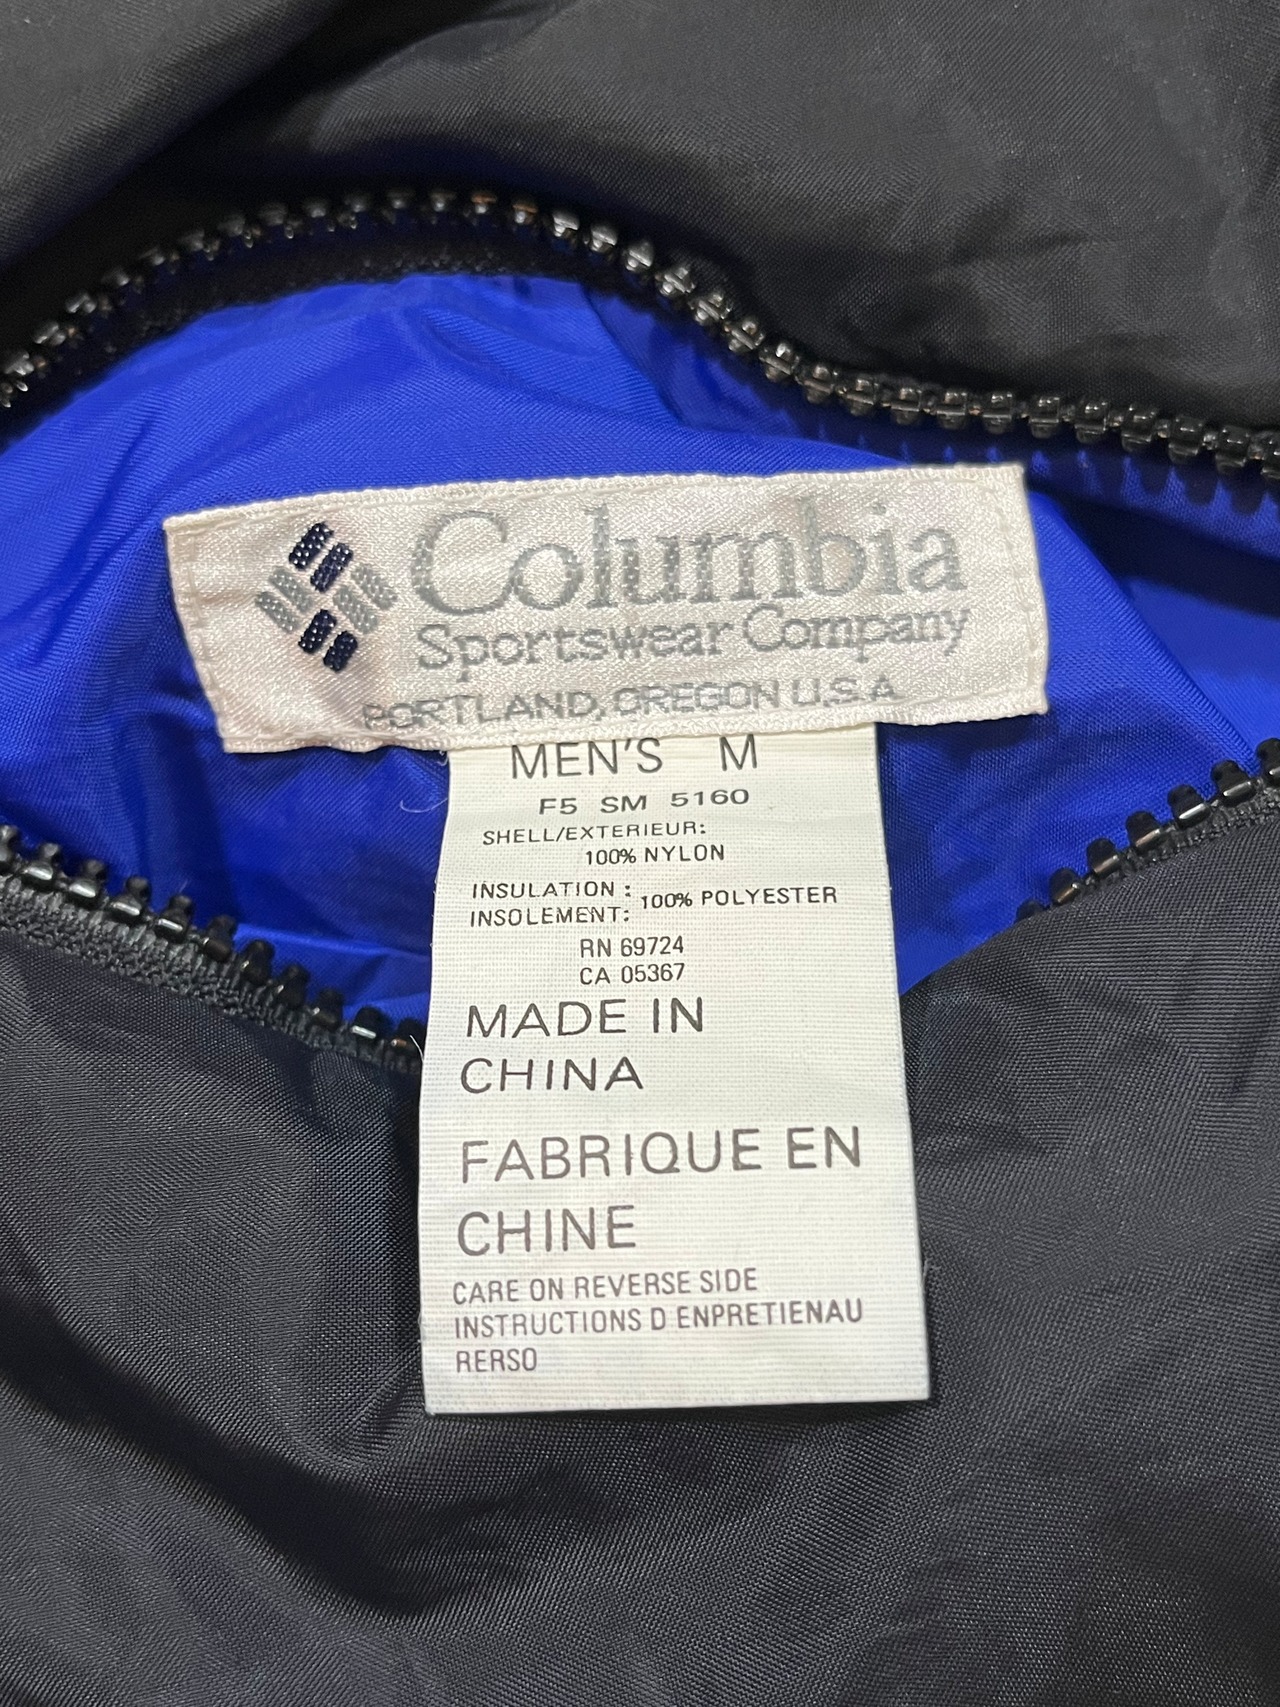 Columbia
Sportswear Company
PORTLAND, OREGON U.S.A
MEN'S M
F5 SM 5160
SHELL/EXTERIEUR:
100% NYLON
INSULATION : 100% POLYESTER
INSOLEMENT:
RN 69724
CA 05367
MADE IN
CHINA
FABRIQUE EN
CHINE
CARE ON REVERSE SIDE
INSTRUCTIONS D ENPRETIENAU
RERSO